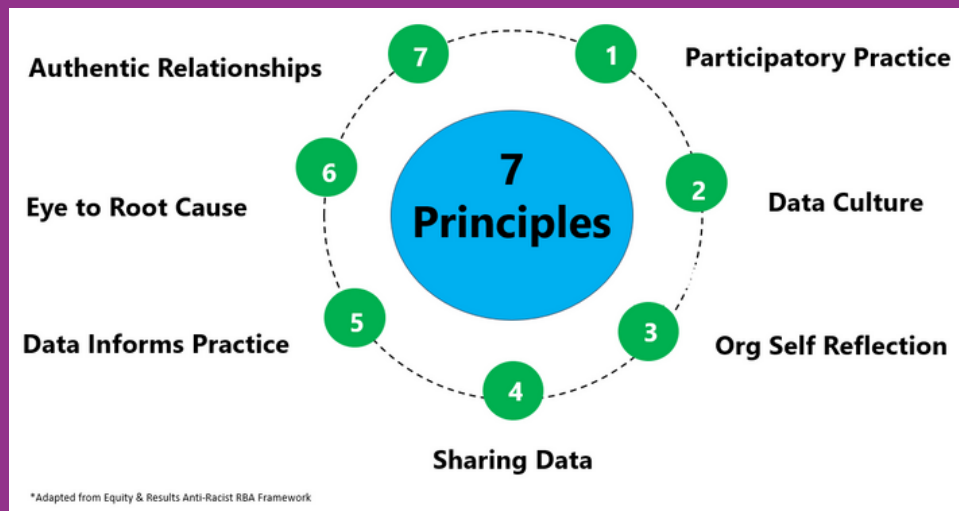 7
Principles
1
Participatory Practice
2
Data Culture
3
Org Self Reflection
4
Sharing Data
5
Data Informs Practice
6
Eye to Root Cause
7
Authentic Relationships
*Adapted from Equity & Results Anti-Racist RBA Framework